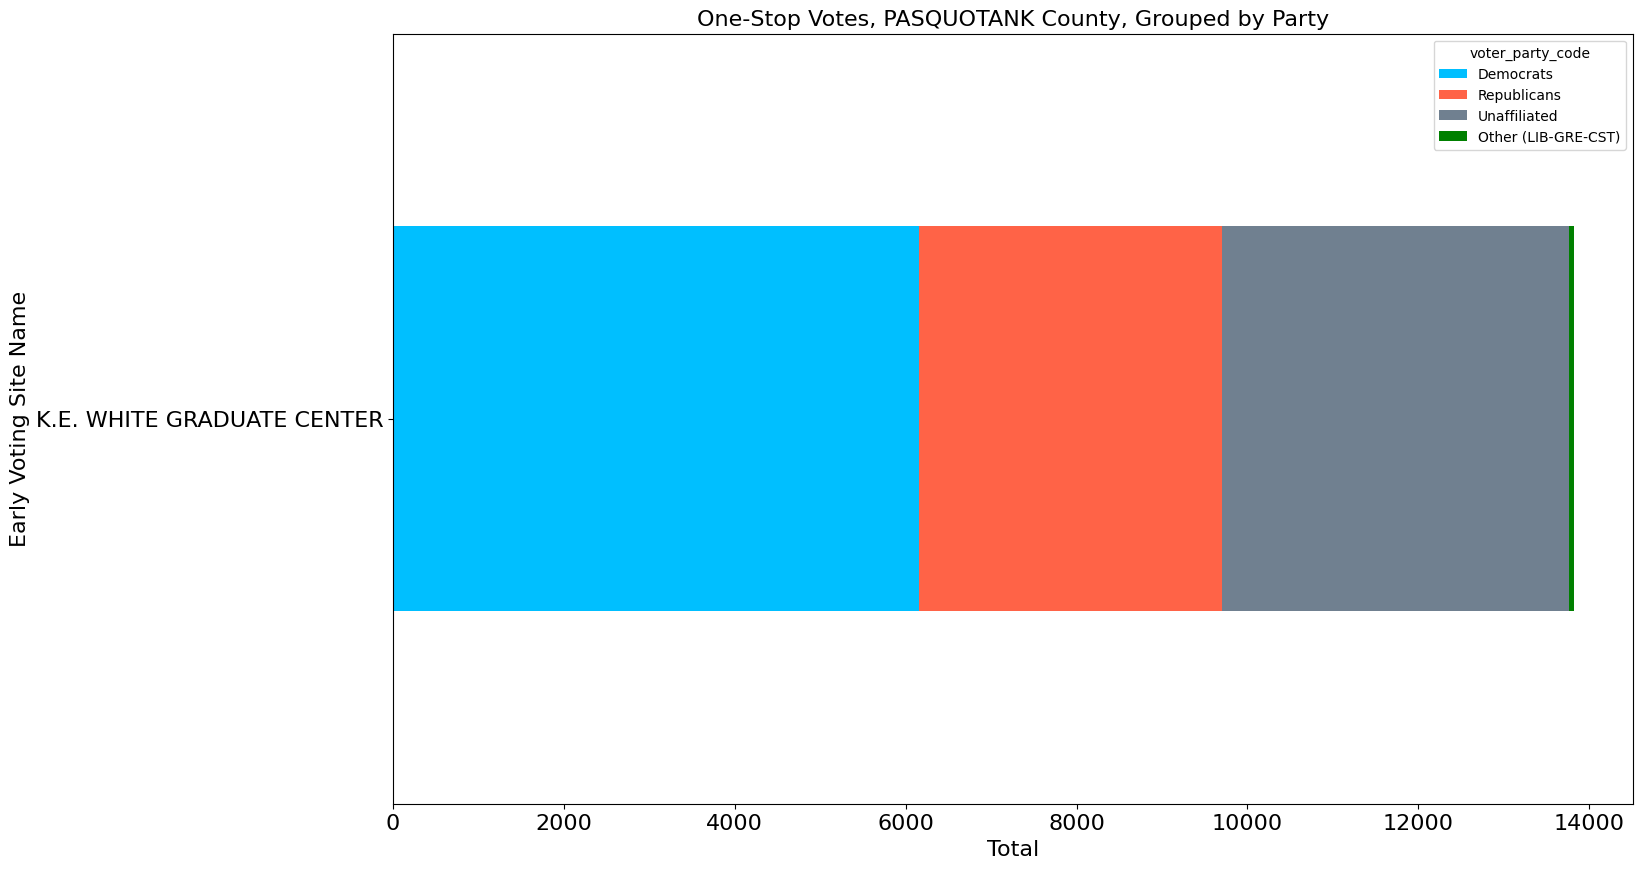 One-Stop Votes, PASQUOTANK County, Grouped by Party
voter_party_code
Democrats
Republicans
Unaffiliated
Other (LIB-GRE-CST)
Early Voting Site Name
K.E. WHITE GRADUATE CENTER
0 2000 4000 6000 8000 10000 12000 14000
Total